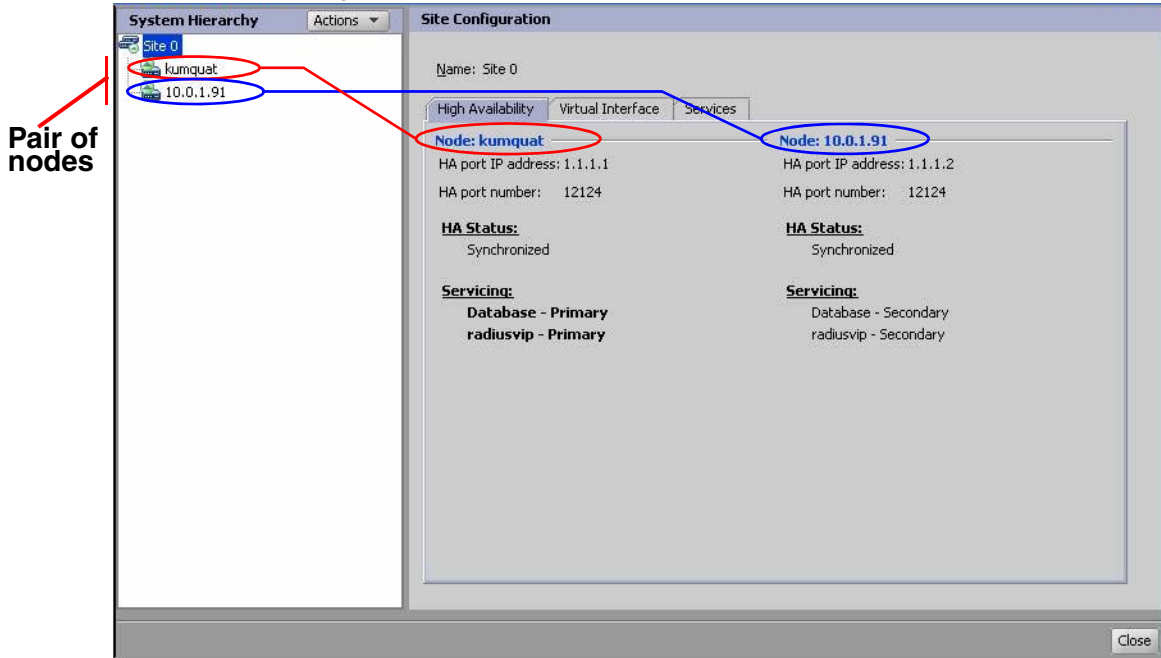 System Hierarchy
Actions
Site 0
kumquat
10.0.1.91
Pair of
nodes
Site Configuration
Name: Site 0
High Availability
Virtual Interface
Services
Node: kumquat
HA port IP address: 1.1.1.1
HA port number: 12124
HA Status:
Synchronized
Servicing:
Database - Primary
radiusvip - Primary
Node: 10.0.1.91
HA port IP address: 1.1.1.2
HA port number: 12124
HA Status:
Synchronized
Servicing:
Database - Secondary
radiusvip - Secondary
Close